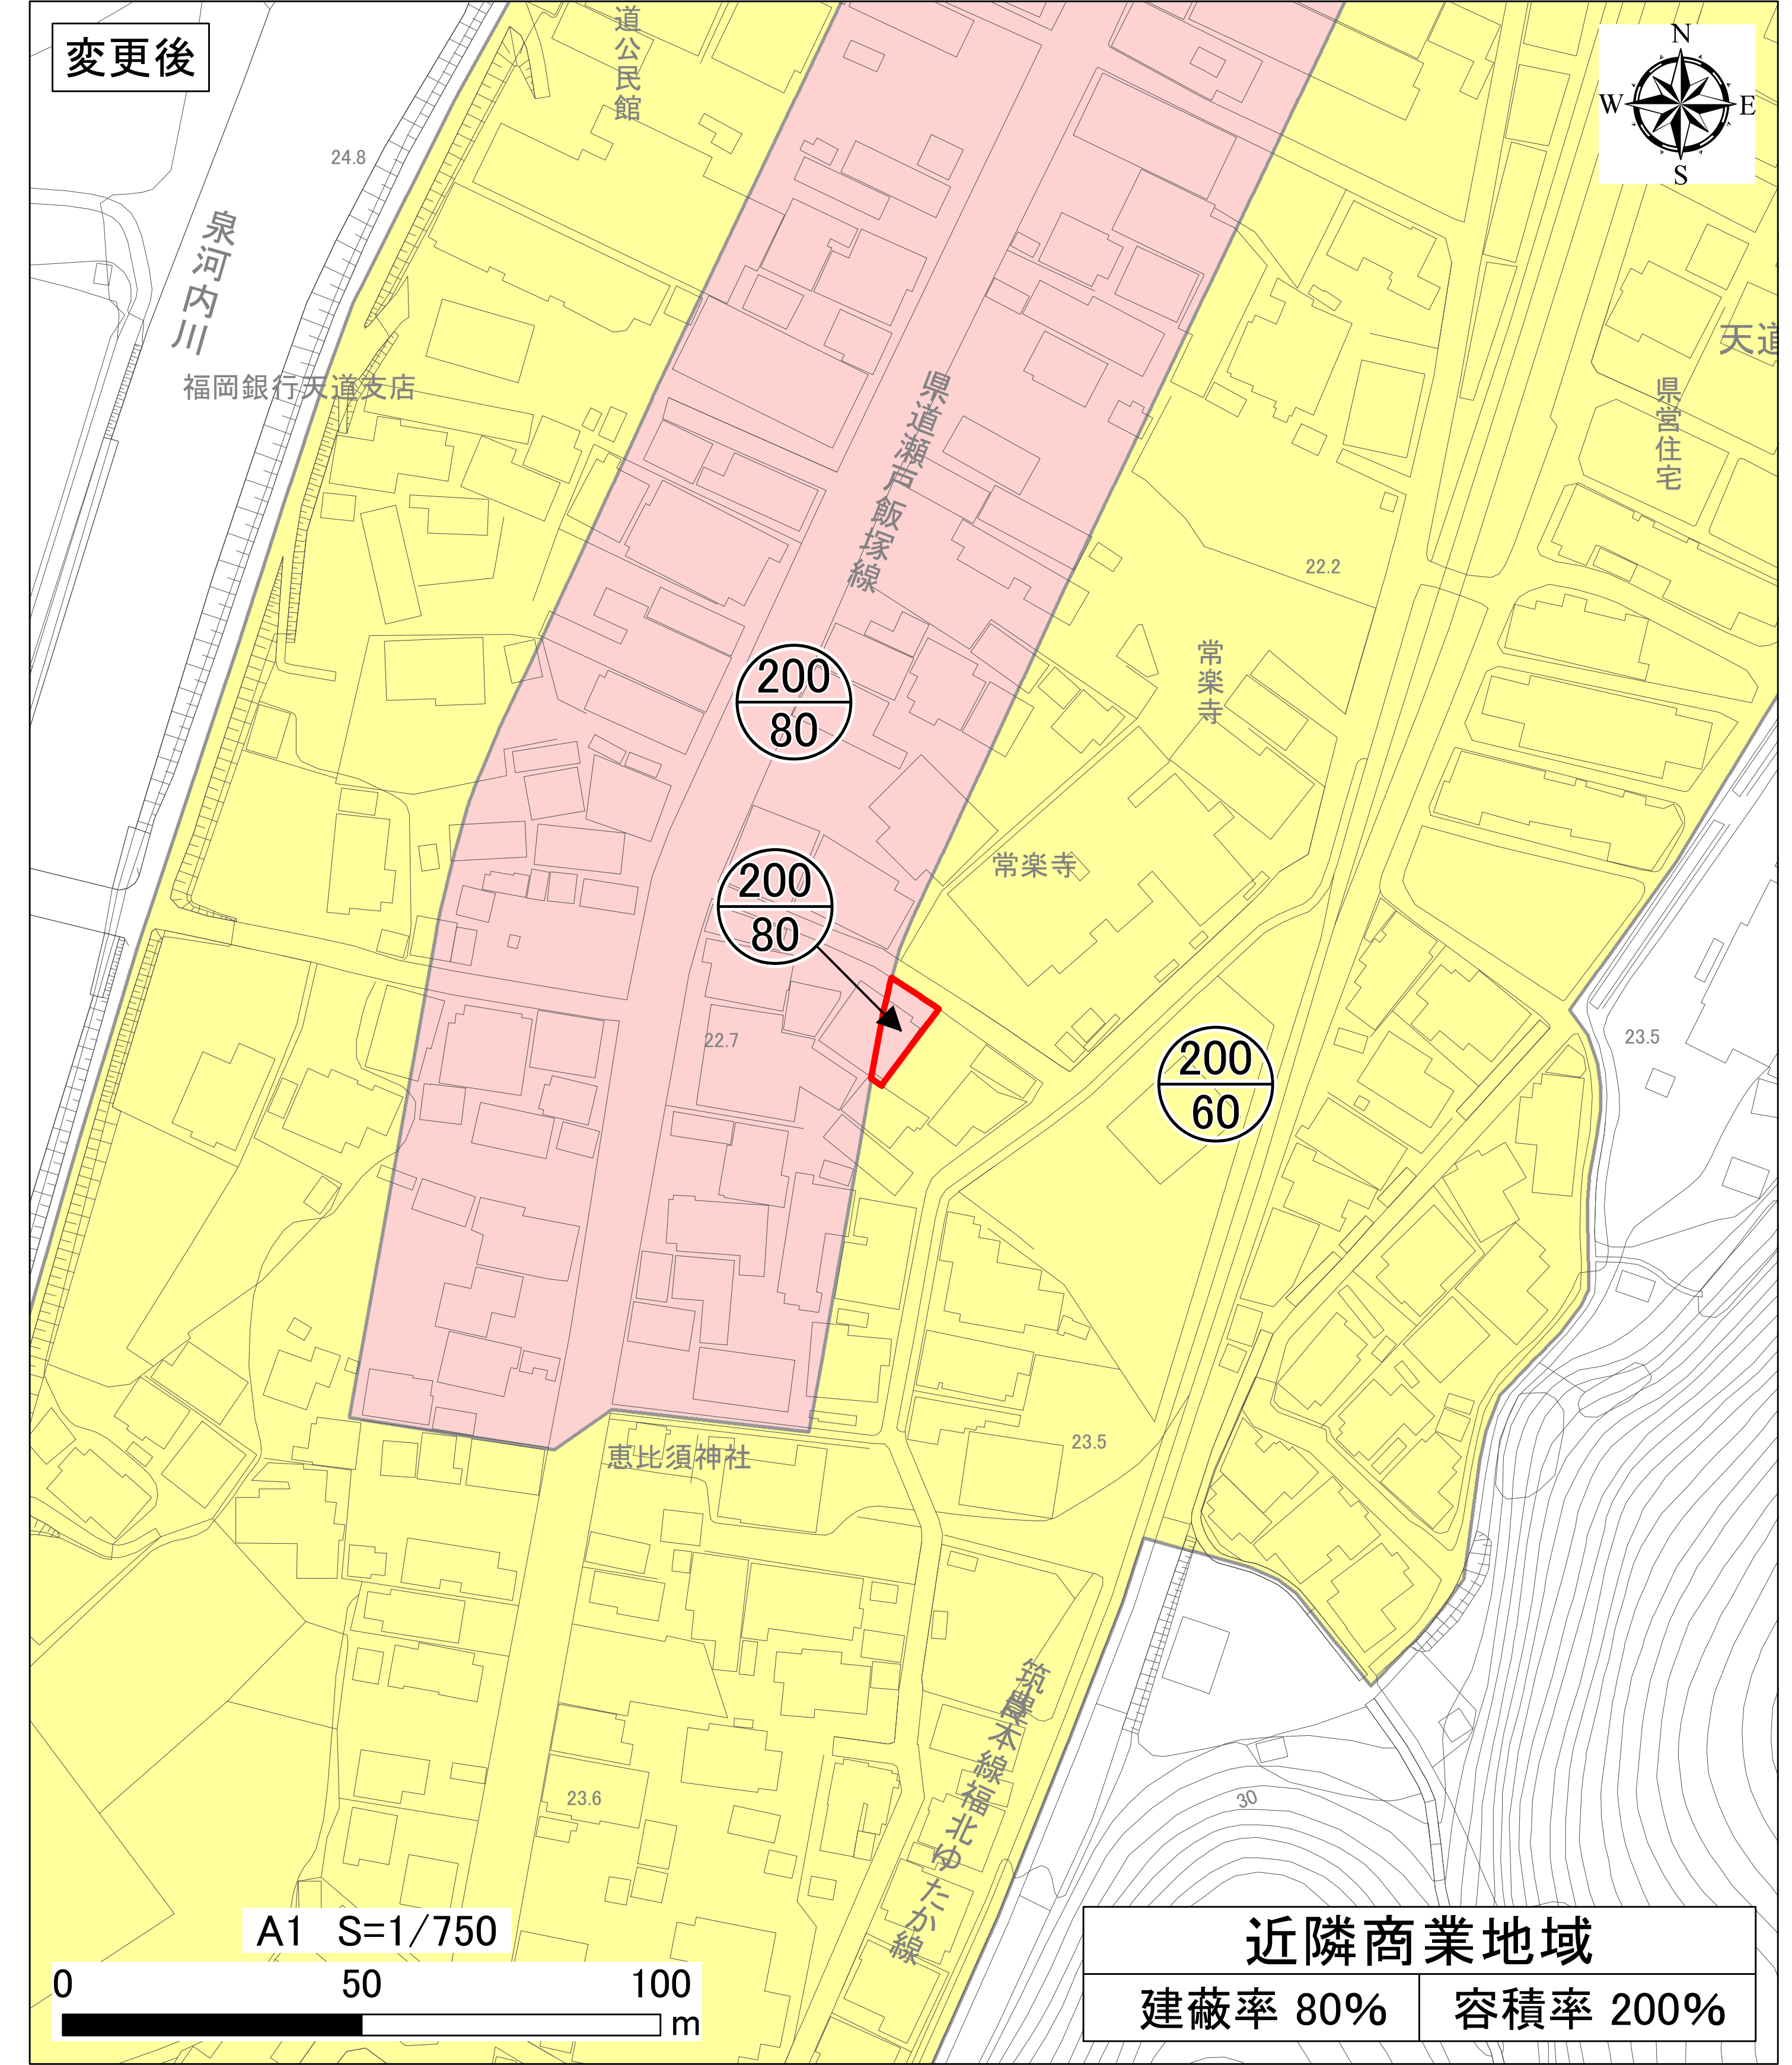 変更後
N
W
E
S
道公民館
24.8
泉河内川
福岡銀行天道支店
県道瀬戸飯塚線
天道
県営住宅
22.2
常楽寺
200
80
常楽寺
200
80
22.7
23.5
200
60
恵比須神社
23.5
23.6
30
筑豊本線福北ゆたか線
A1 S=1/750
0 50 100
m
近隣商業地域
建蔽率 80% 容積率 200%